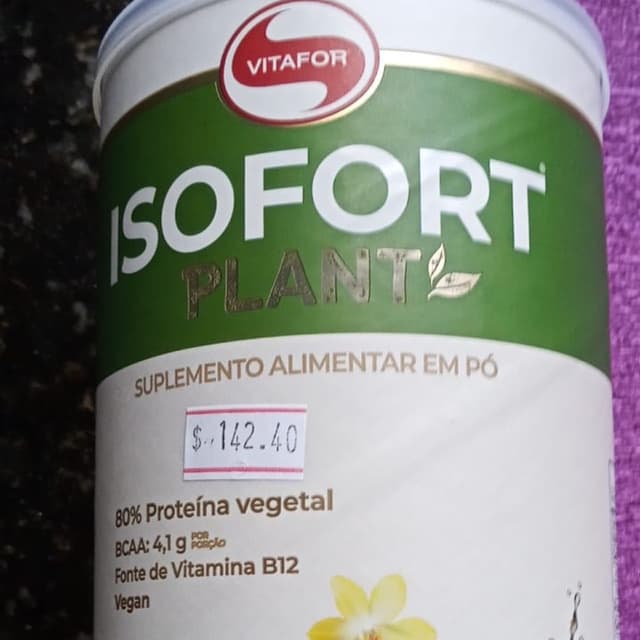 VITAFOR
ISOFORT
PLANT
SUPLEMENTO ALIMENTAR EM PÓ
$..142.40
80% Proteína vegetal
BCAA: 4,1 g POR PORÇÃO
Fonte de Vitamina B12
Vegan